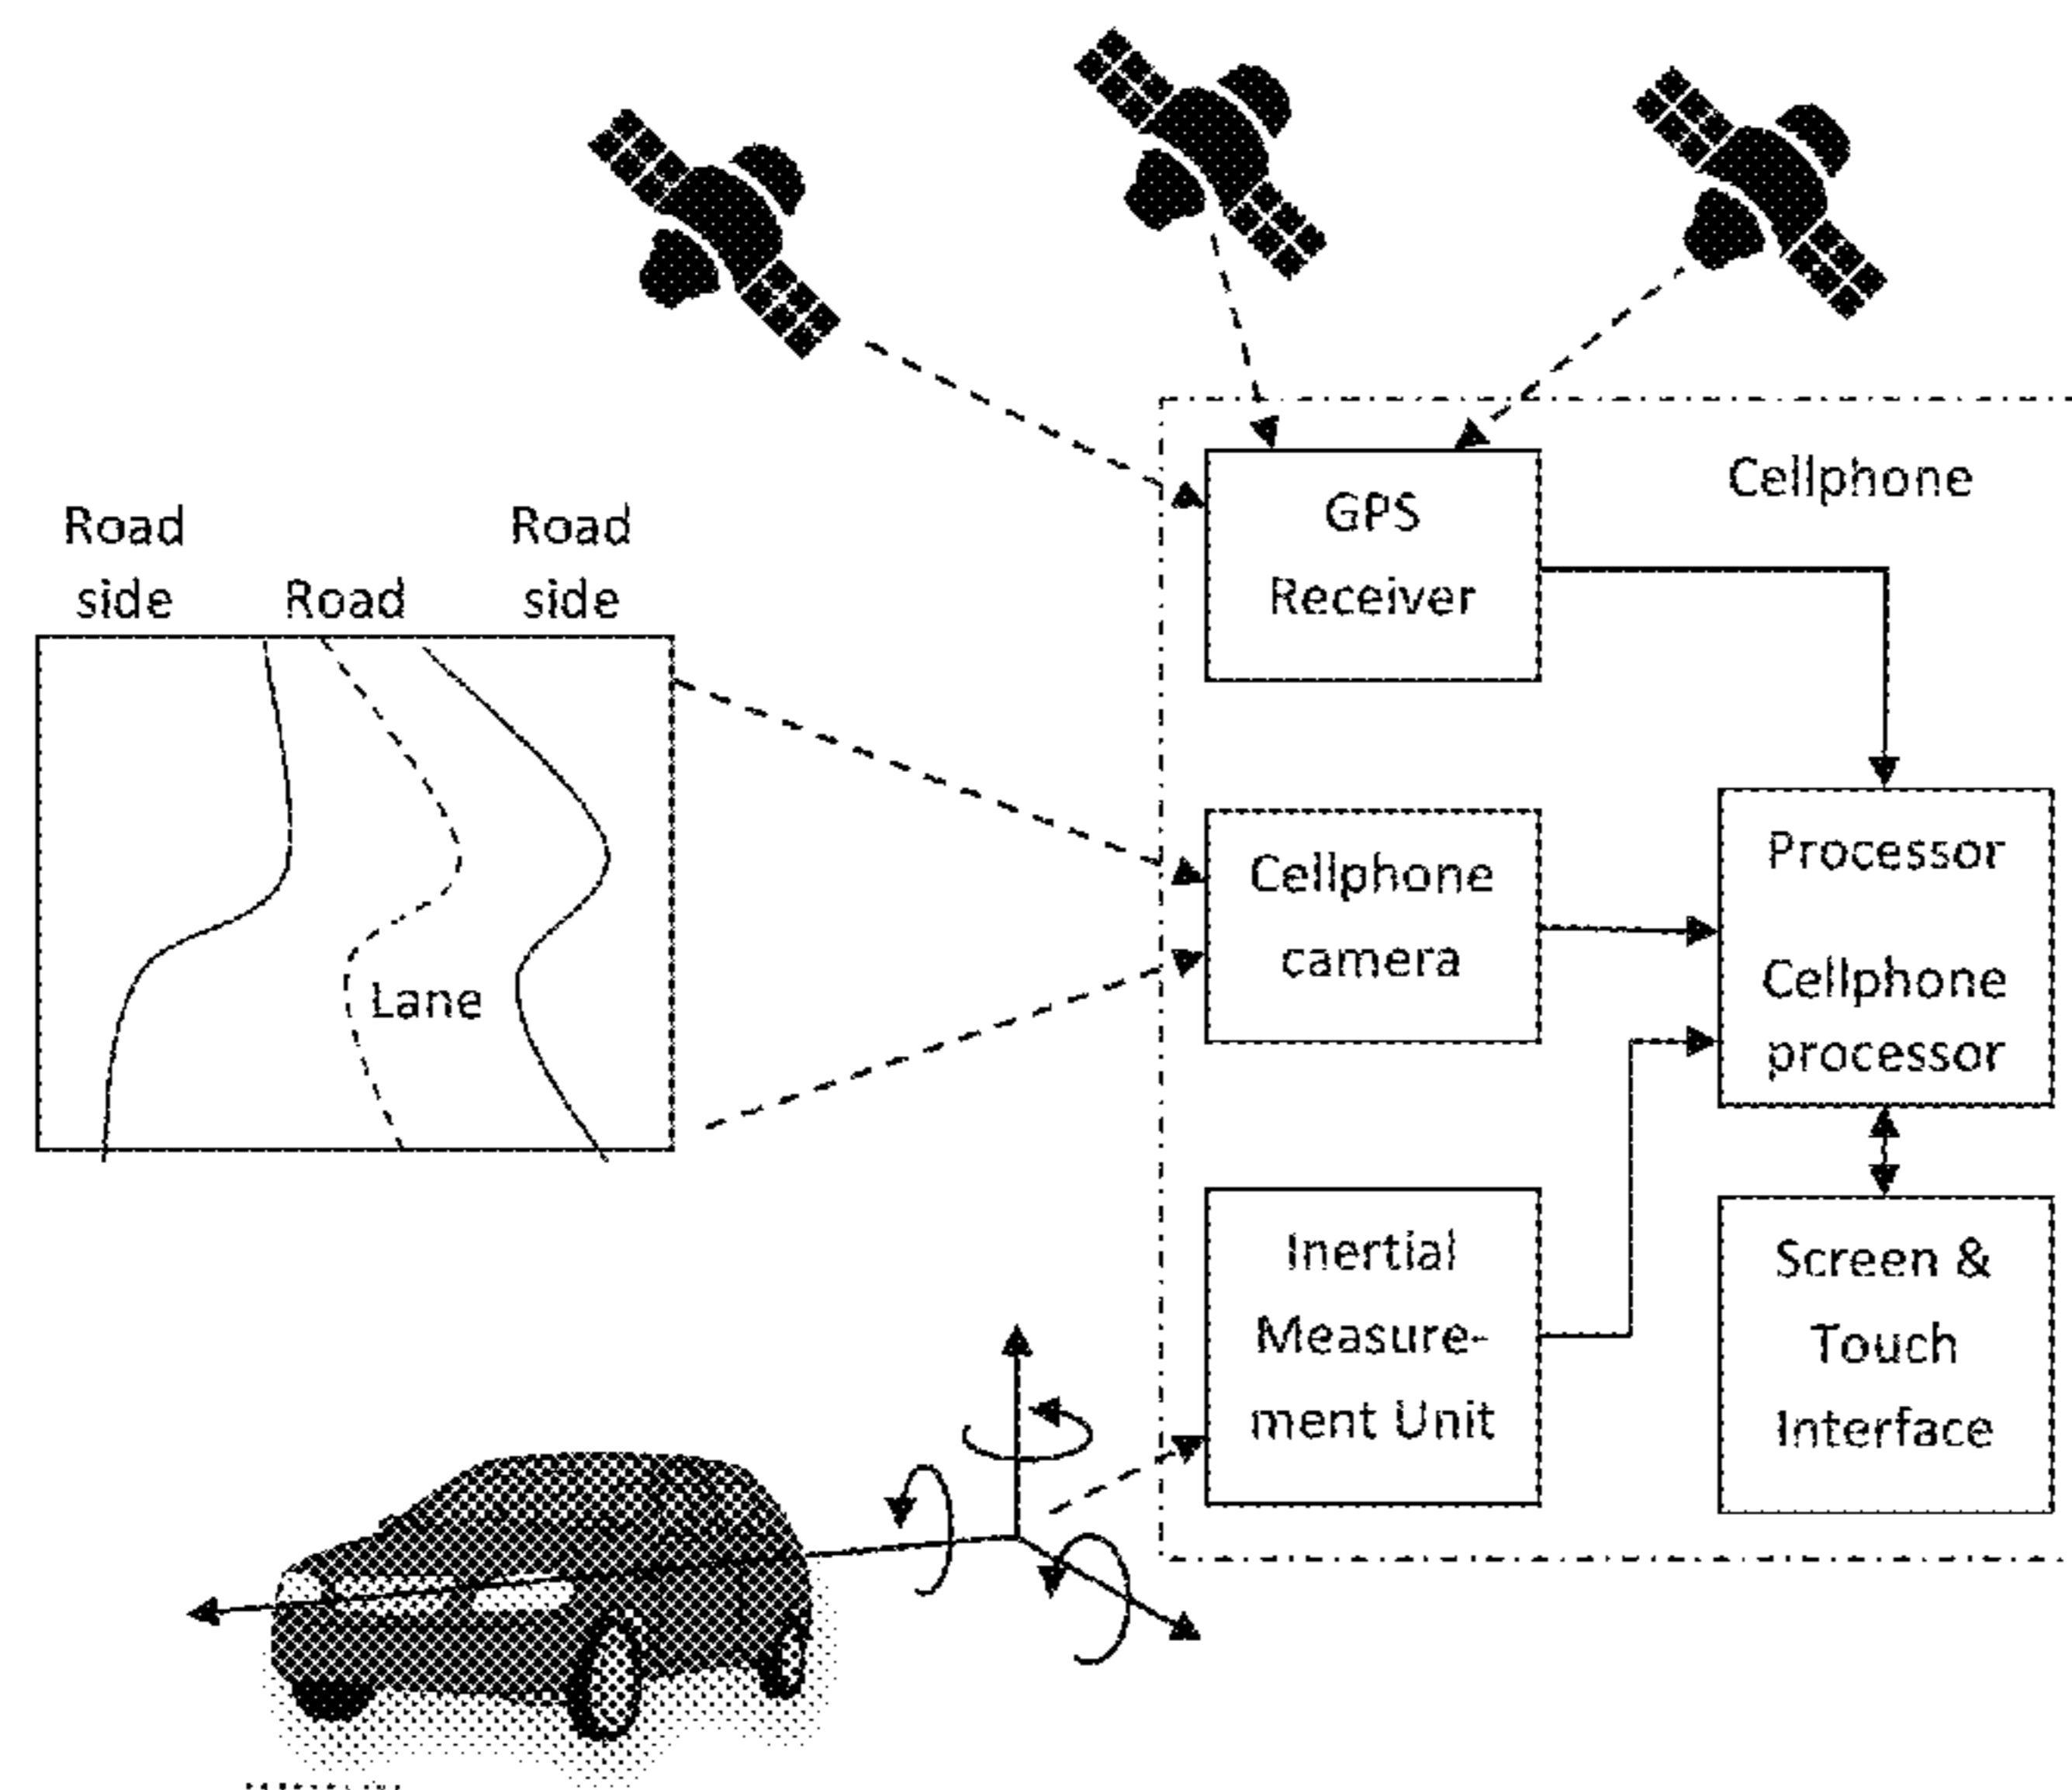 Cellphone
GPS
Receiver
Road
side
Road
Road
side
Lane
Cellphone
camera
Processor
Cellphone
processor
Inertial
Measure-
ment Unit
Screen &
Touch
Interface